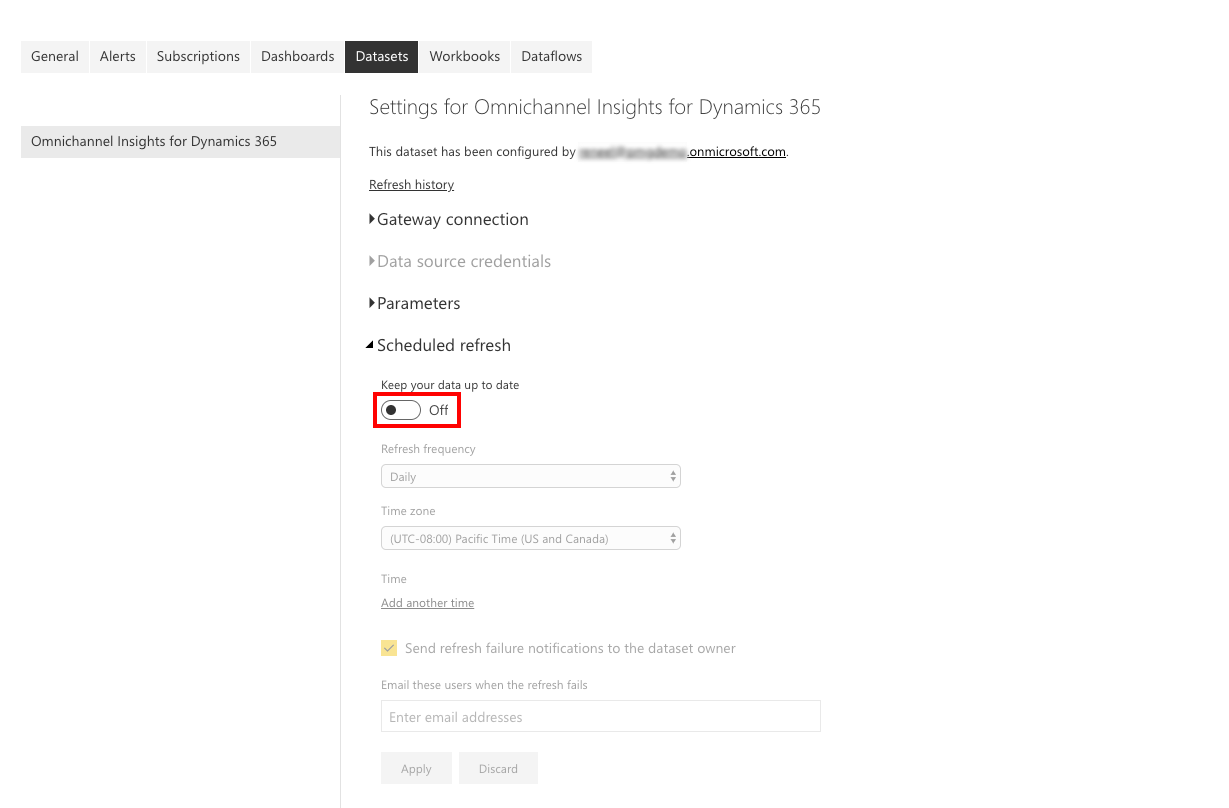 General Alerts Subscriptions Dashboards Datasets Workbooks Dataflows
Omnichannel Insights for Dynamics 365
Settings for Omnichannel Insights for Dynamics 365
This dataset has been configured by .onmicrosoft.com.
Refresh history
Gateway connection
Data source credentials
Parameters
Scheduled refresh
Keep your data up to date
Off
Refresh frequency
Daily
Time zone
(UTC-08:00) Pacific Time (US and Canada)
Time
Add another time
Send refresh failure notifications to the dataset owner
Email these users when the refresh fails
Enter email addresses
Apply Discard